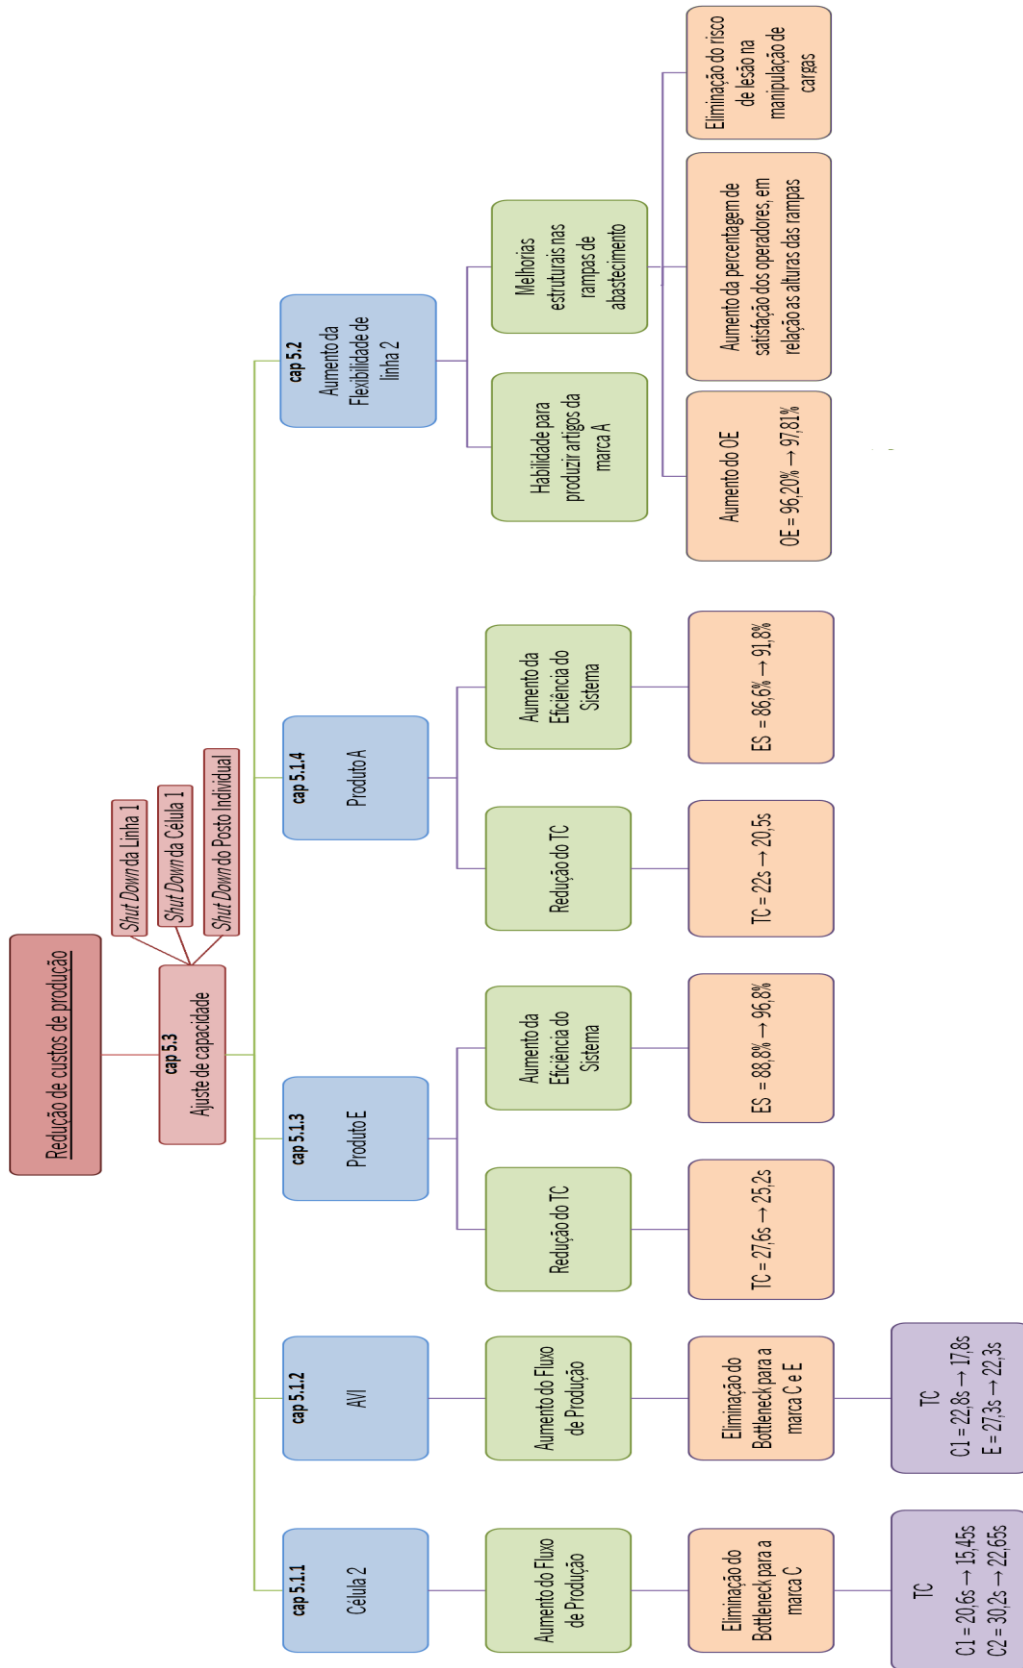 Redução de custos de produção
cap 5.3
Ajuste de capacidade
Shut Down da Linha 1
Shut Down da Célula 1
Shut Down do Posto Individual
cap 5.1.1
Célula 2
Aumento do Fluxo
de Produção
Eliminação do
Bottleneck para a
marca C
TC
C1 = 20,6s → 15,45s
C2 = 30,2s → 22,65s
cap 5.1.2
AVI
Aumento do Fluxo
de Produção
Eliminação do
Bottleneck para a
marca C e E
TC
C1 = 22,8s → 17,8s
E = 27,3s → 22,3s
cap 5.1.3
Produto E
Redução do TC
TC = 27,6s → 25,2s
Aumento da
Eficiência do
Sistema
ES = 88,8% → 96,8%
cap 5.1.4
Produto A
Redução do TC
TC = 22s → 20,5s
Aumento da
Eficiência do
Sistema
ES = 86,6% → 91,8%
cap 5.2
Aumento da
Flexibilidade de
linha 2
Habilidade para
produzir artigos da
marca A
Melhorias
estruturais nas
rampas de
abastecimento
Aumento do OE
OE = 96,20% → 97,81%
Aumento da percentagem de
satisfação dos operadores, em
relação as alturas das rampas
Eliminação do risco
de lesão na
manipulação de
cargas